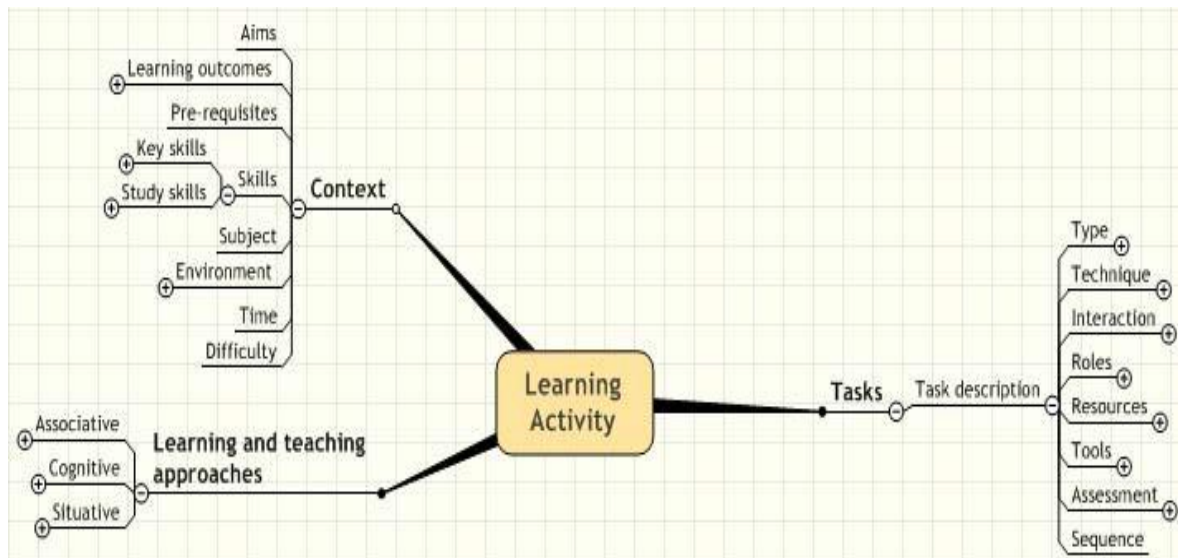 Aims
Learning outcomes
Pre-requisites
Key skills
Study skills
Skills
Context
Subject
Environment
Time
Difficulty
Learning
Activity
Associative
Cognitive
Situative
Learning and teaching
approaches
Tasks
Task description
Type
Technique
Interaction
Roles
Resources
Tools
Assessment
Sequence